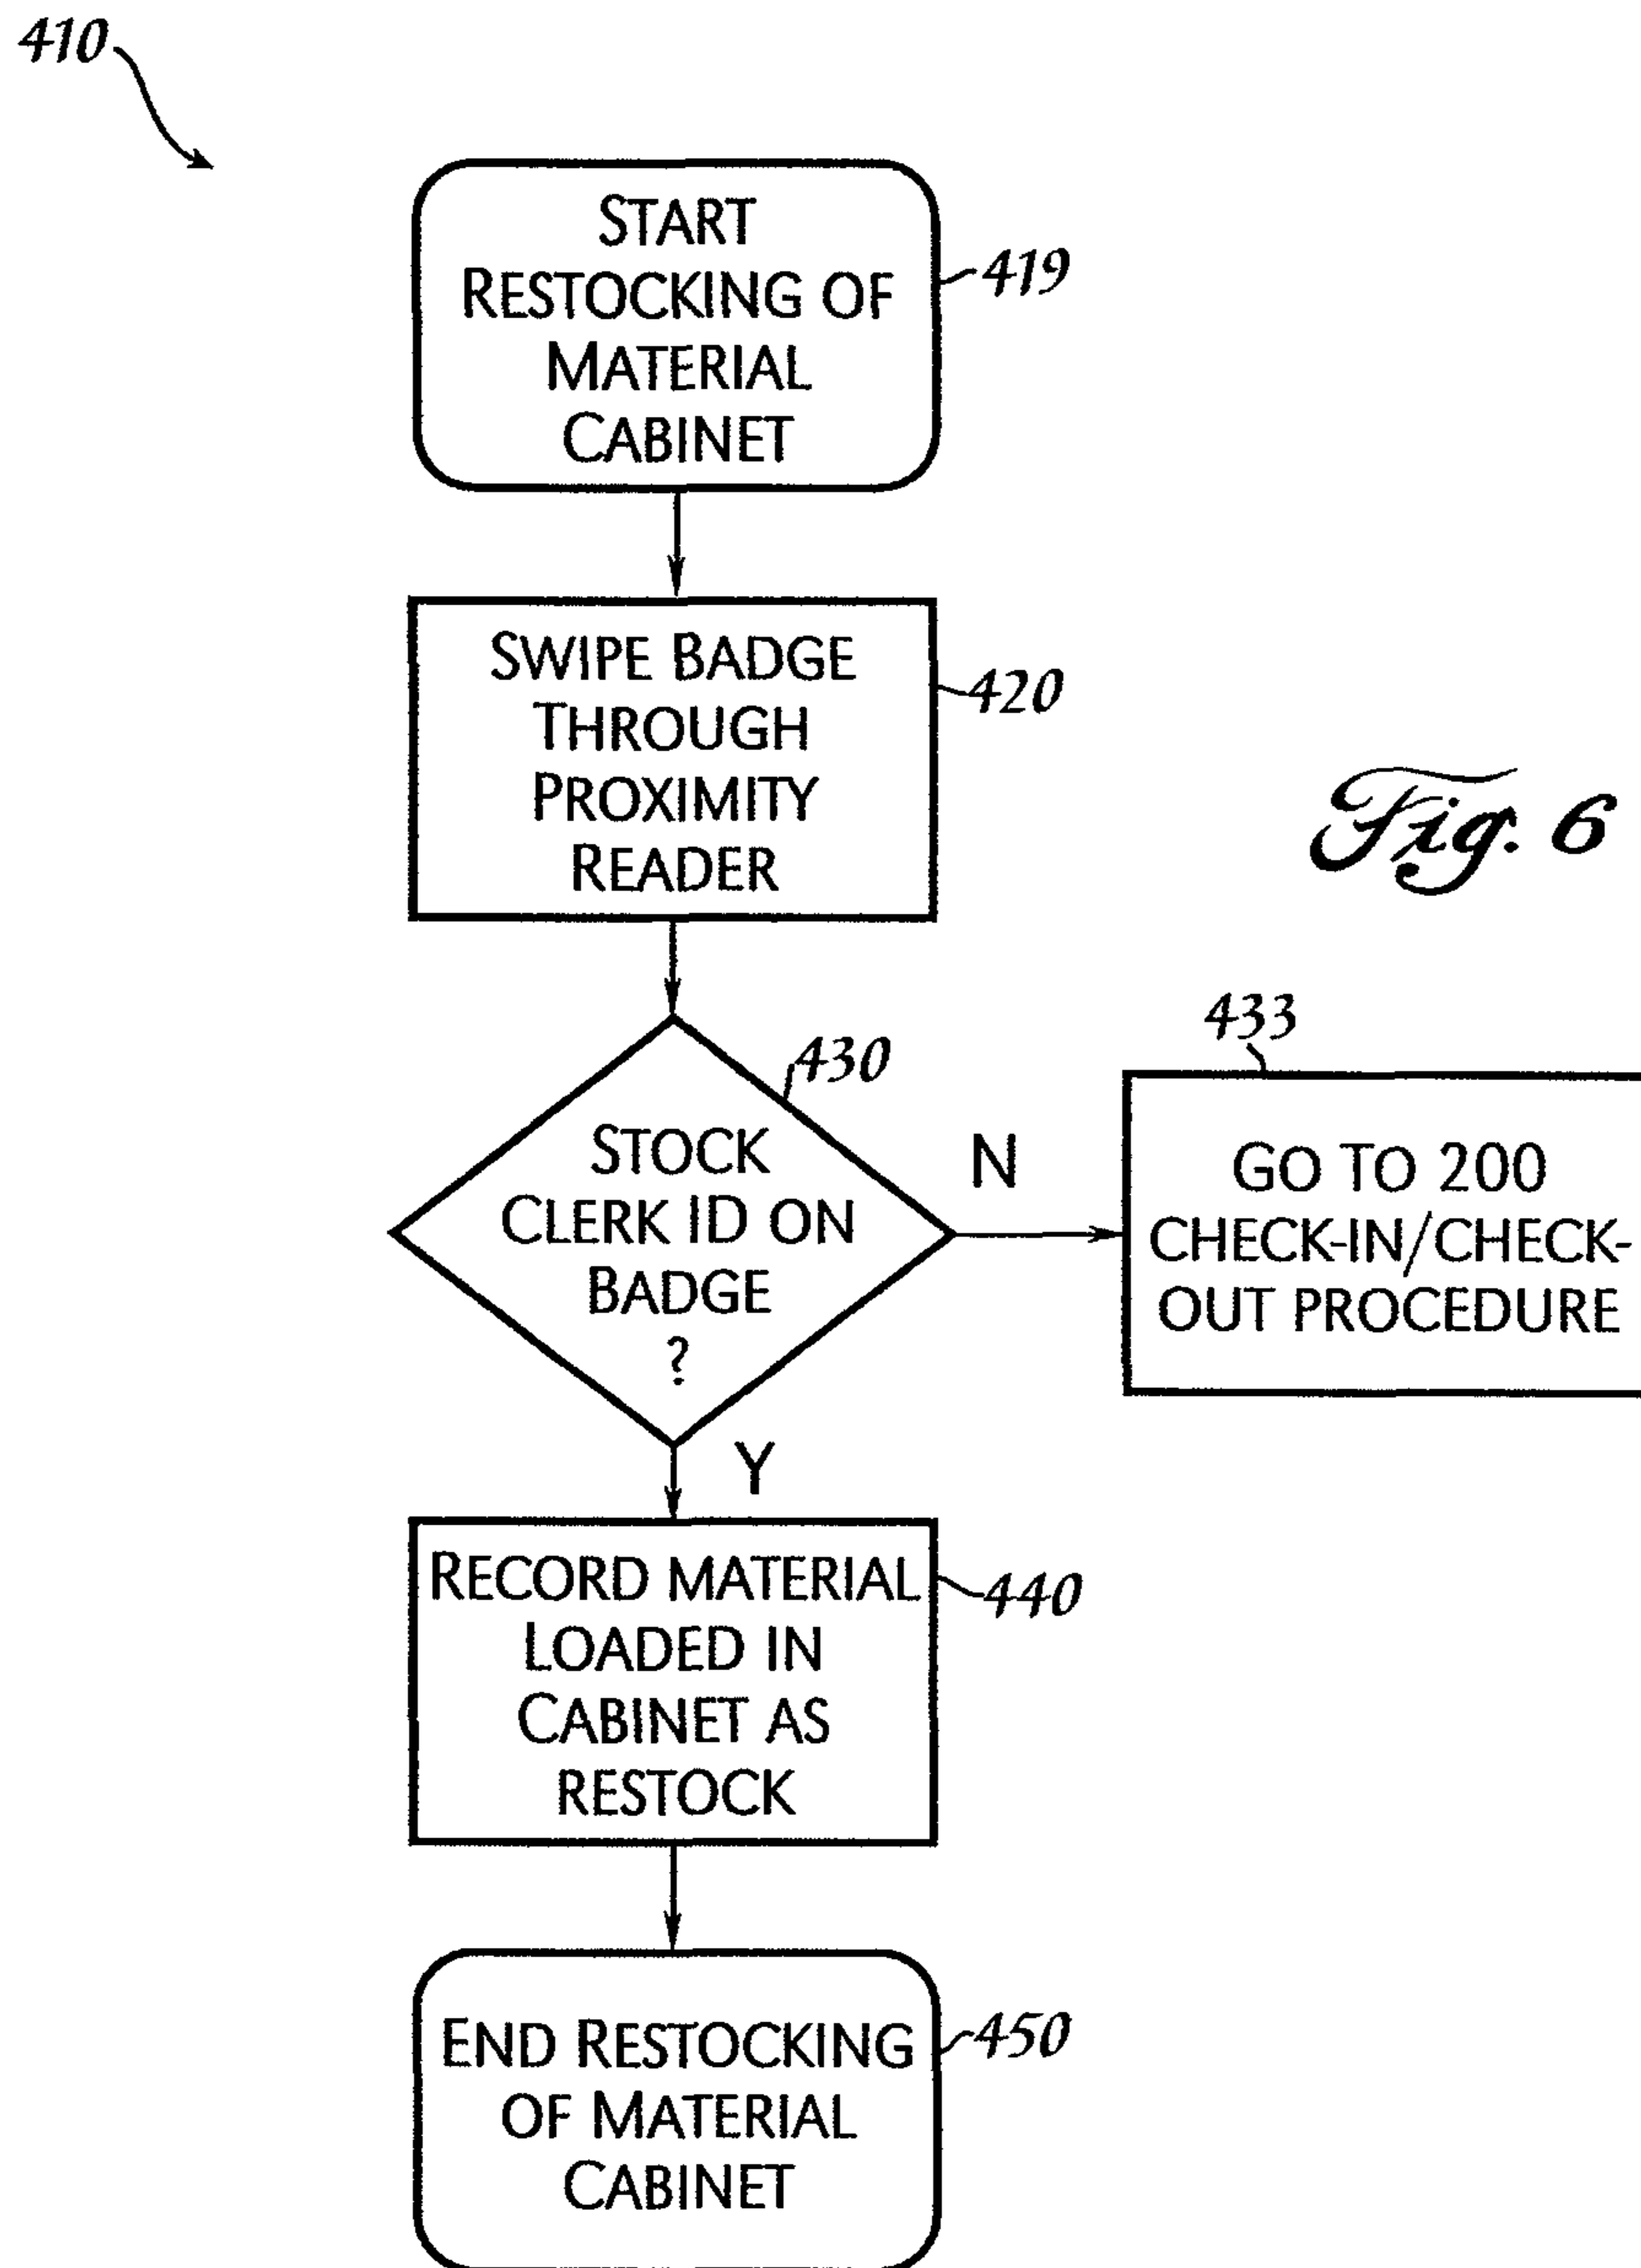 410
START
RESTOCKING OF
MATERIAL
CABINET
419
SWIPE BADGE
THROUGH
PROXIMITY
READER
420
Fig. 6
430
STOCK
CLERK ID ON
BADGE
?
N
433
GO TO 200
CHECK-IN/CHECK-
OUT PROCEDURE
Y
RECORD MATERIAL
LOADED IN
CABINET AS
RESTOCK
440
END RESTOCKING
OF MATERIAL
CABINET
450